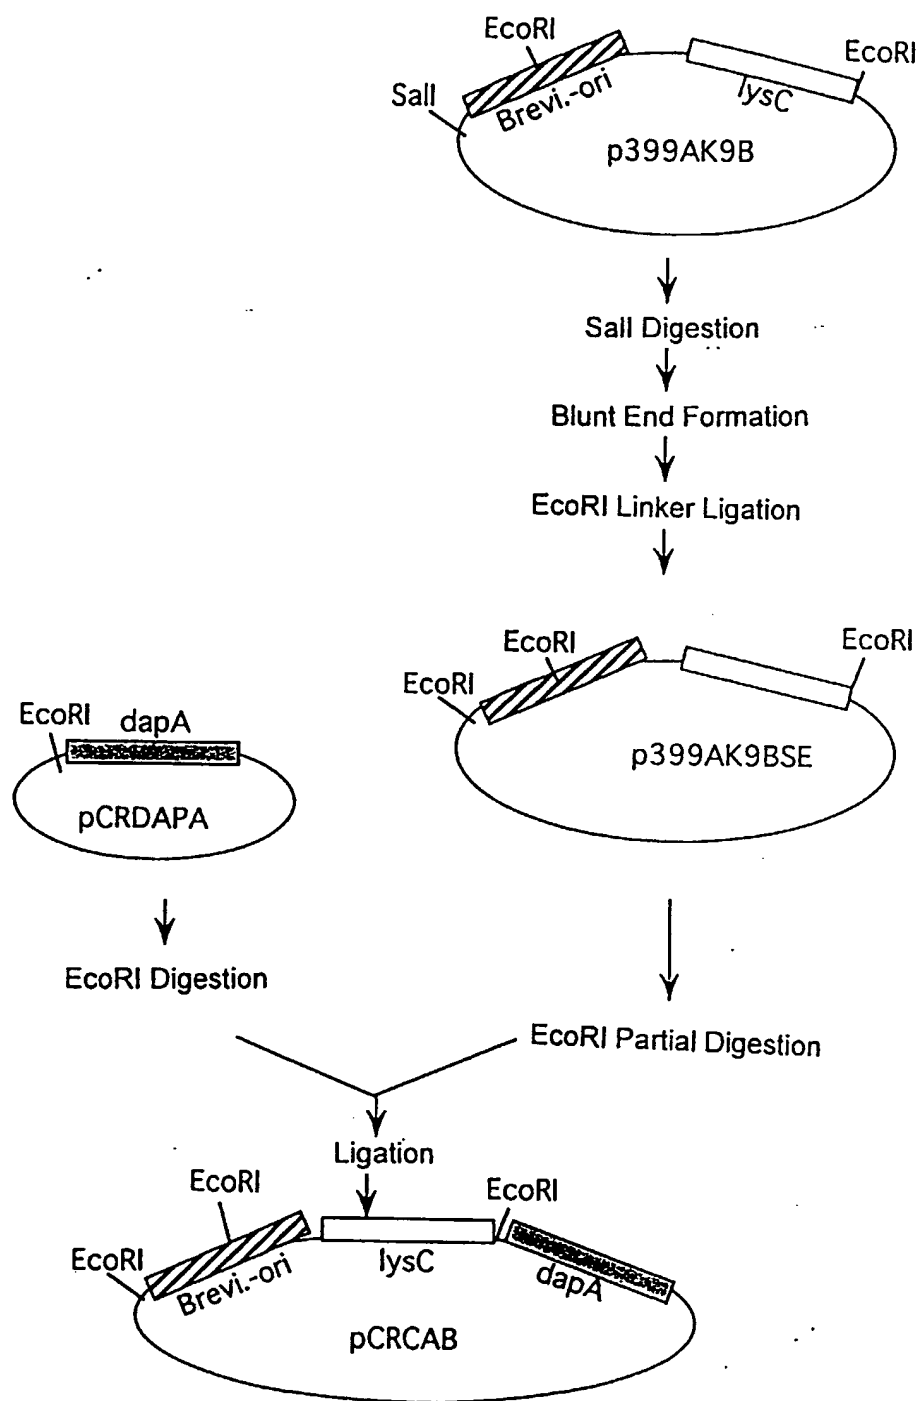 EcoRI
EcoRI
SalI
Brevi.-ori
lysC
p399AK9B
SalI Digestion
Blunt End Formation
EcoRI Linker Ligation
EcoRI
EcoRI
EcoRI
p399AK9BSE
EcoRI
dapA
pCRDAPA
EcoRI Digestion
EcoRI Partial Digestion
Ligation
EcoRI
EcoRI
EcoRI
Brevi.-ori
lysC
dapA
pCRCAB